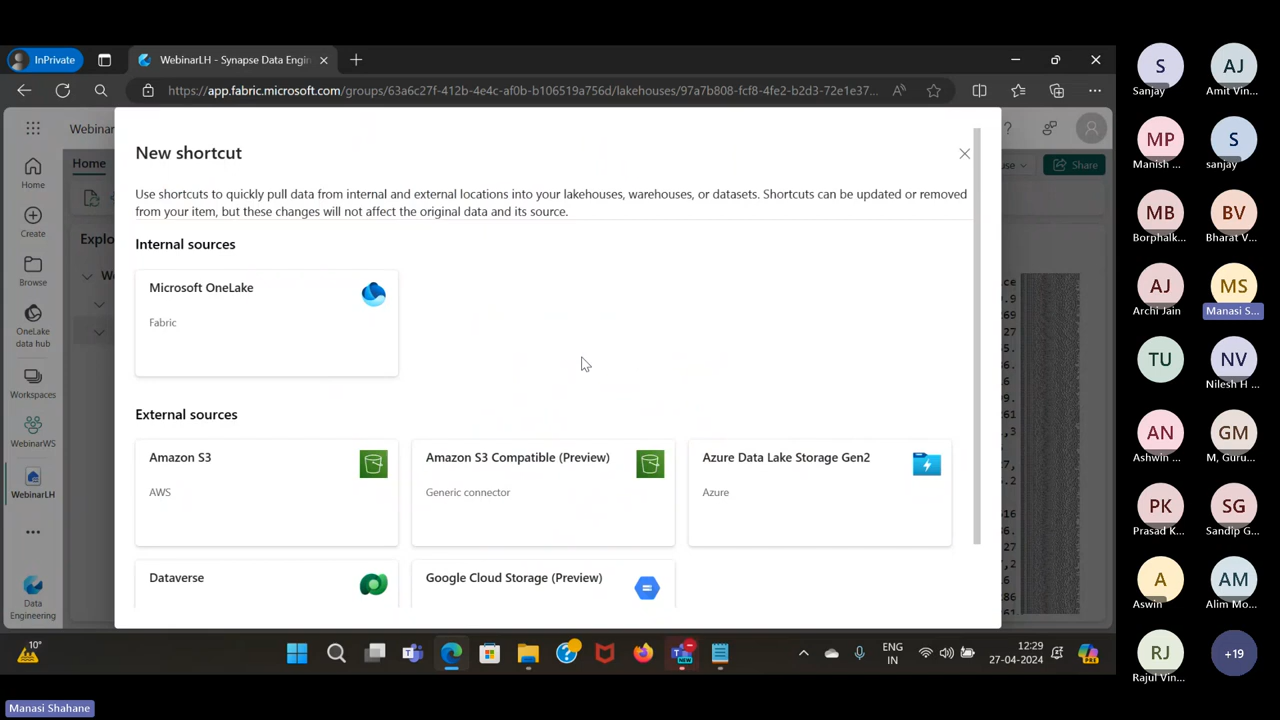 InPrivate
WebinarLH - Synapse Data Engin
https://app.fabric.microsoft.com/groups/63a6c27f-412b-4e4c-af0b-b106519a756d/lakehouses/97a7b808-fcf8-4fe2-b2d3-72e1e37...
Webinar
Home
Share
Explo
Home
Create
Browse
OneLake
data hub
Workspaces
WebinarWS
WebinarLH
Data
Engineering
New shortcut
Use shortcuts to quickly pull data from internal and external locations into your lakehouses, warehouses, or datasets. Shortcuts can be updated or removed
from your item, but these changes will not affect the original data and its source.
Internal sources
Microsoft OneLake
Fabric
External sources
Amazon S3
AWS
Amazon S3 Compatible (Preview)
Generic connector
Azure Data Lake Storage Gen2
Azure
Dataverse
Google Cloud Storage (Preview)
10°
ENG
IN
12:29
27-04-2024
Manasi Shahane
S
Sanjay
AJ
Amit Vin...
MP
Manish ...
S
sanjay
MB
Borphalk...
BV
Bharat V...
AJ
Archi Jain
MS
Manasi S...
TU
NV
Nilesh H ...
AN
Ashwin ...
GM
M, Guru...
PK
Prasad K...
SG
Sandip G...
A
Aswin
AM
Alim Mo...
RJ
Rajul Vin...
+19